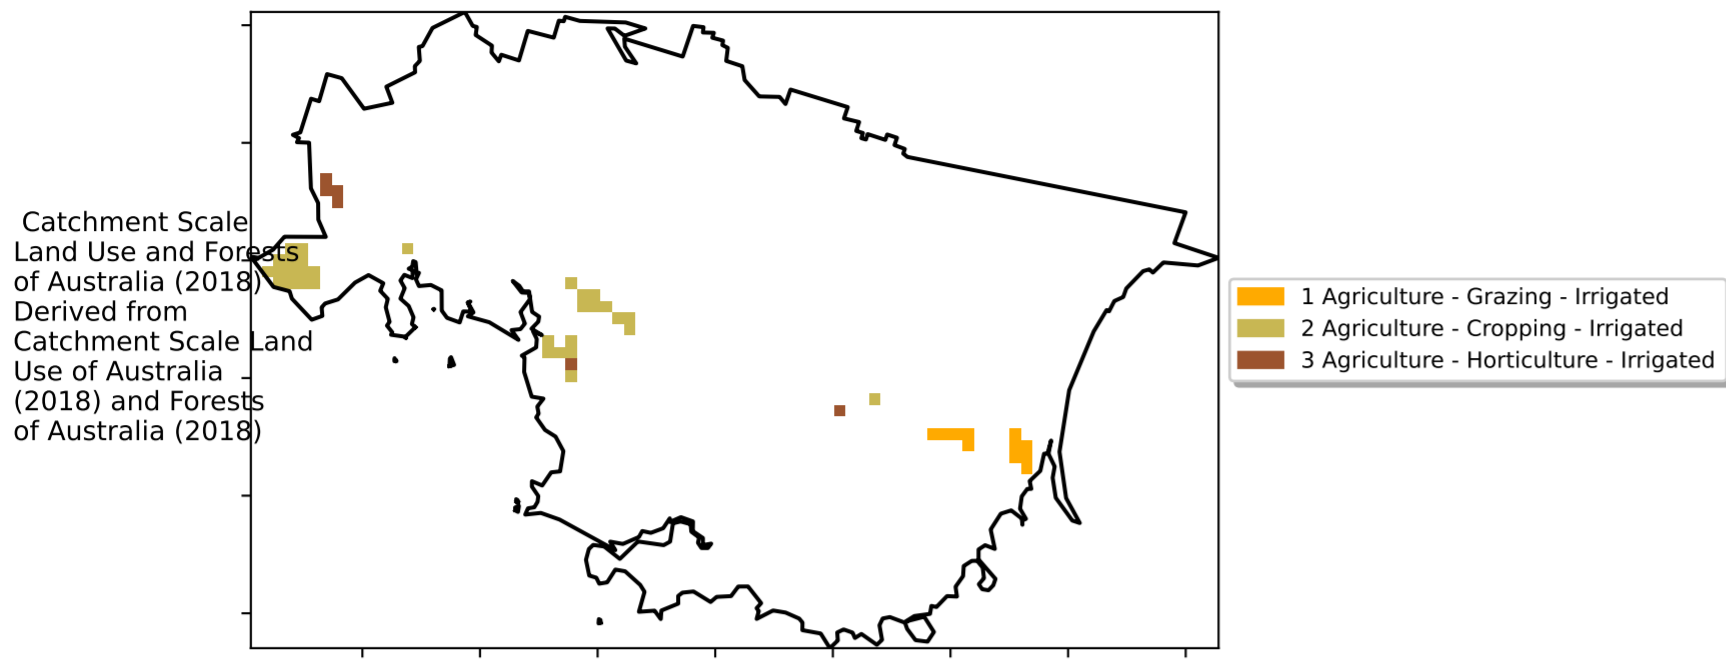 Catchment Scale
Land Use and Forests
of Australia (2018)
Derived from
Catchment Scale Land
Use of Australia
(2018) and Forests
of Australia (2018)
1 Agriculture - Grazing - Irrigated
2 Agriculture - Cropping - Irrigated
3 Agriculture - Horticulture - Irrigated